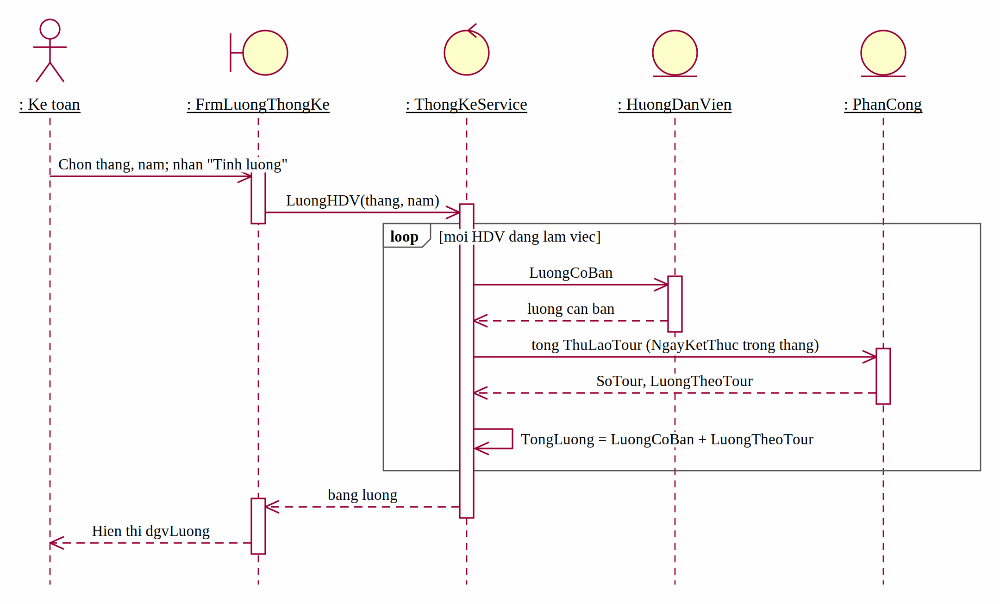 : Ke toan
: FrmLuongThongKe
: ThongKeService
: HuongDanVien
: PhanCong
Chon thang, nam; nhan "Tinh luong"
LuongHDV(thang, nam)
loop
[moi HDV dang lam viec]
LuongCoBan
luong can ban
tong ThuLaoTour (NgayKetThuc trong thang)
SoTour, LuongTheoTour
TongLuong = LuongCoBan + LuongTheoTour
bang luong
Hien thi dgvLuong